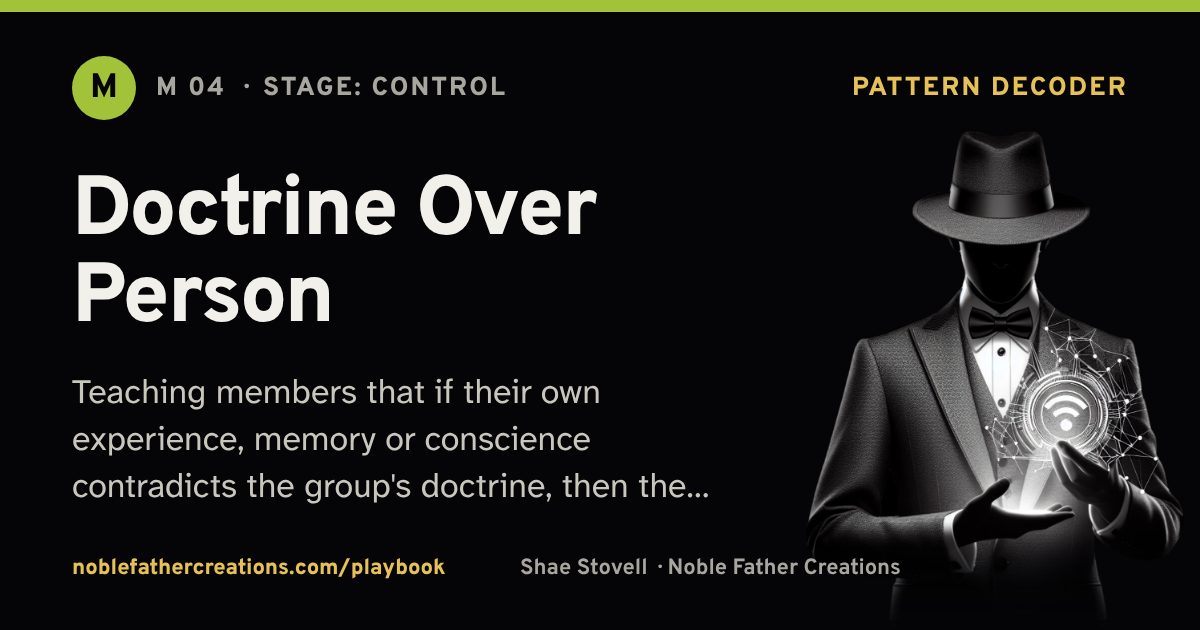 M
M 04 · STAGE: CONTROL
PATTERN DECODER
Doctrine Over
Person
Teaching members that if their own
experience, memory or conscience
contradicts the group's doctrine, then the...
noblefathercreations.com/playbook
Shae Stovell · Noble Father Creations